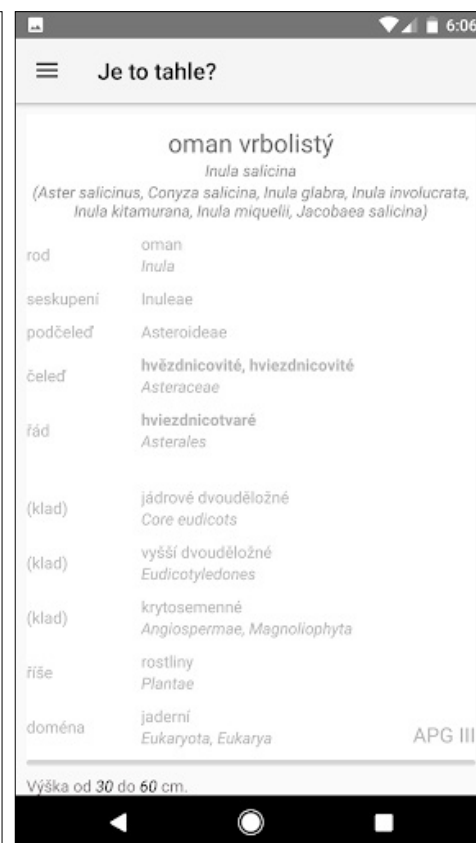 6:06
Je to tahle?
oman vrbolistý
Inula salicina
(Aster salicinus, Conyza salicina, Inula glabra, Inula involucrata,
Inula kitamurana, Inula miquelii, Jacobaea salicina)
rod oman
Inula
seskupení Inuleae
podčeleď Asteroideae
čeleď hvězdnicovité, hviezdnicovité
Asteraceae
řád hviezdnicotvaré
Asterales
(klad) jádrové dvouděložné
Core eudicots
(klad) vyšší dvouděložné
Eudicotyledones
(klad) krytosemenné
Angiospermae, Magnoliophyta
říše rostliny
Plantae
doména jaderní
Eukaryota, Eukarya APG III
Výška od 30 do 60 cm.